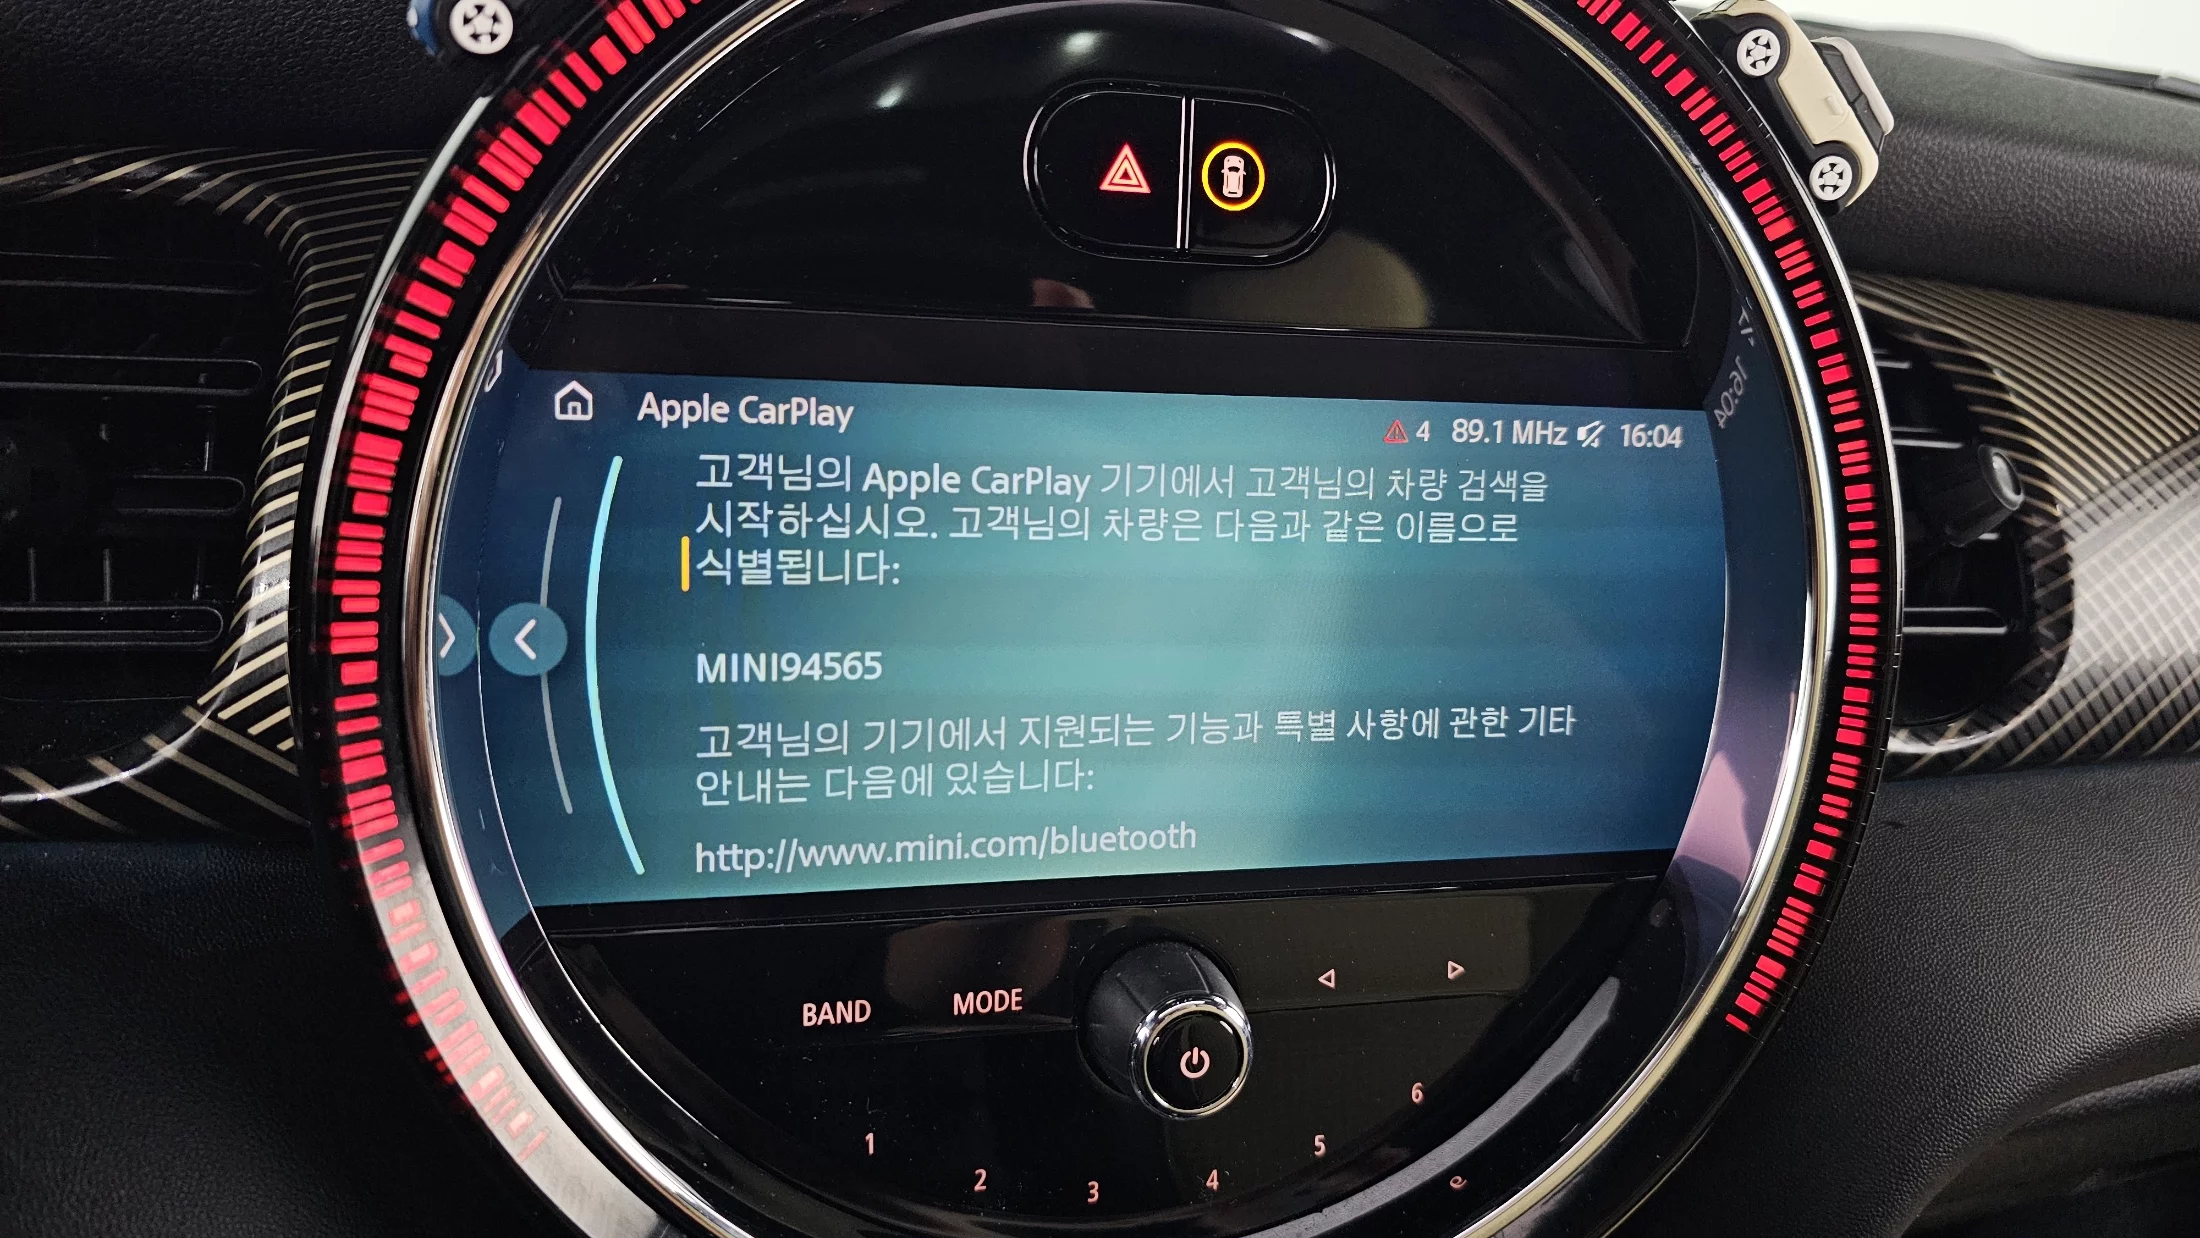 Apple CarPlay
4 89.1 MHz 16:04
고객님의 Apple CarPlay 기기에서 고객님의 차량 검색을
시작하십시오. 고객님의 차량은 다음과 같은 이름으로
식별됩니다:
MINI94565
고객님의 기기에서 지원되는 기능과 특별 사항에 관한 기타
안내는 다음에 있습니다:
http://www.mini.com/bluetooth
BAND MODE
1 2 3 4 5 6